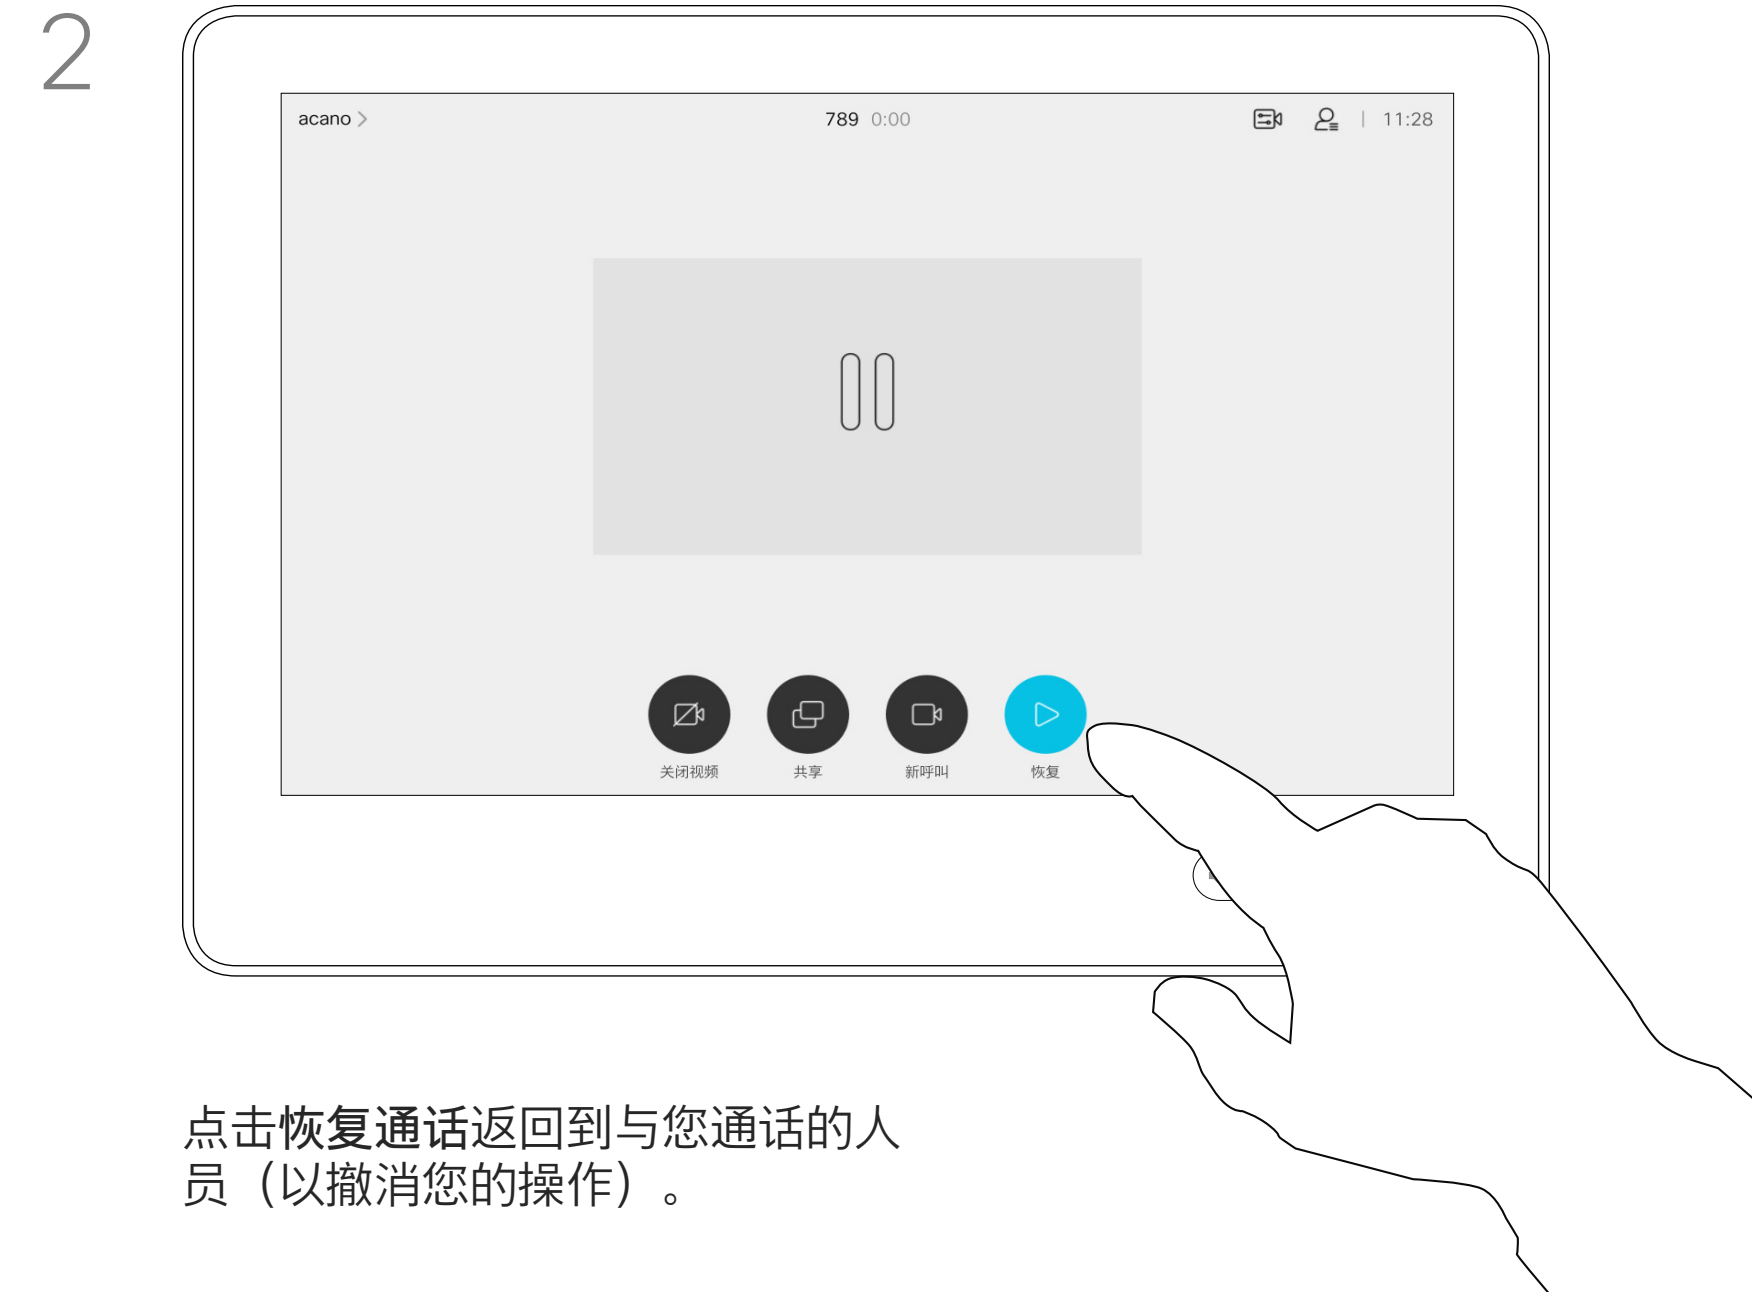 2
acano
789 0:00
11:28
关闭视频
共享
新呼叫
恢复
点击恢复通话返回到与您通话的人
员（以撤消您的操作）。